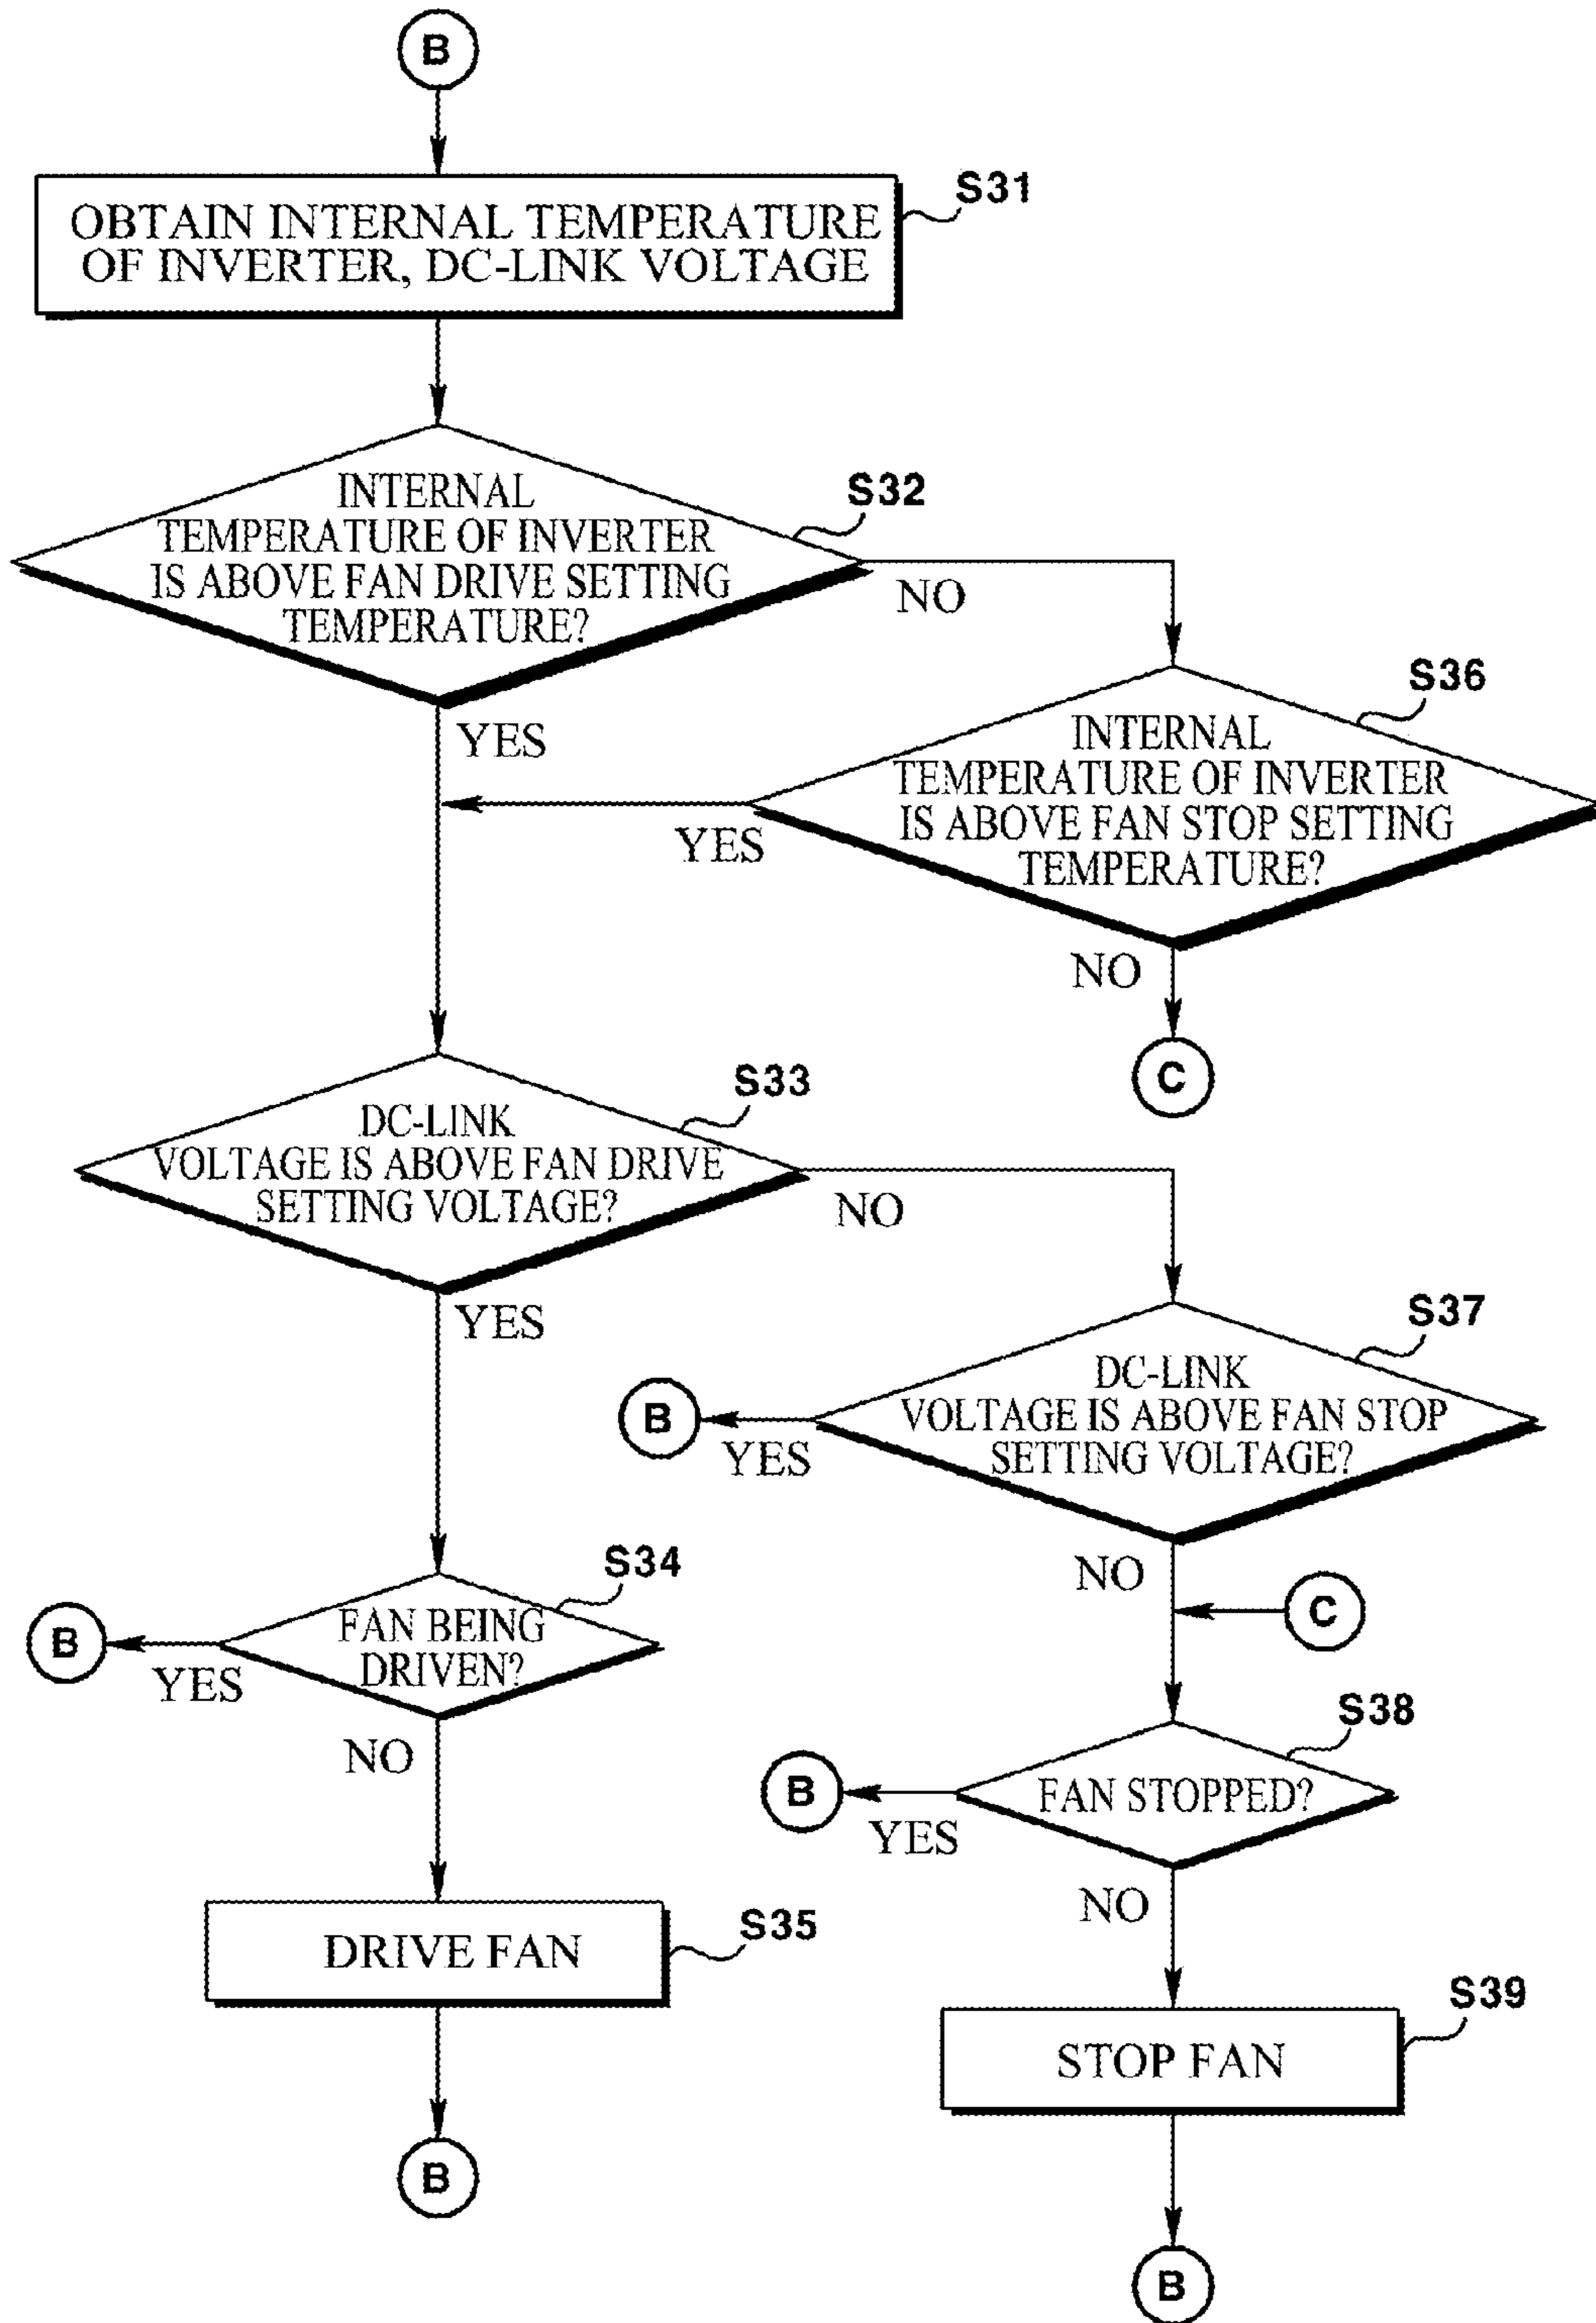 B
OBTAIN INTERNAL TEMPERATURE
OF INVERTER, DC-LINK VOLTAGE
S31
INTERNAL
TEMPERATURE OF INVERTER
IS ABOVE FAN DRIVE SETTING
TEMPERATURE?
S32
NO
YES
INTERNAL
TEMPERATURE OF INVERTER
IS ABOVE FAN STOP SETTING
TEMPERATURE?
S36
YES
NO
C
DC-LINK
VOLTAGE IS ABOVE FAN DRIVE
SETTING VOLTAGE?
S33
NO
YES
DC-LINK
VOLTAGE IS ABOVE FAN STOP
SETTING VOLTAGE?
S37
B
YES
NO
C
FAN BEING
DRIVEN?
S34
B
YES
NO
FAN STOPPED?
S38
B
YES
NO
DRIVE FAN
S35
STOP FAN
S39
B
B